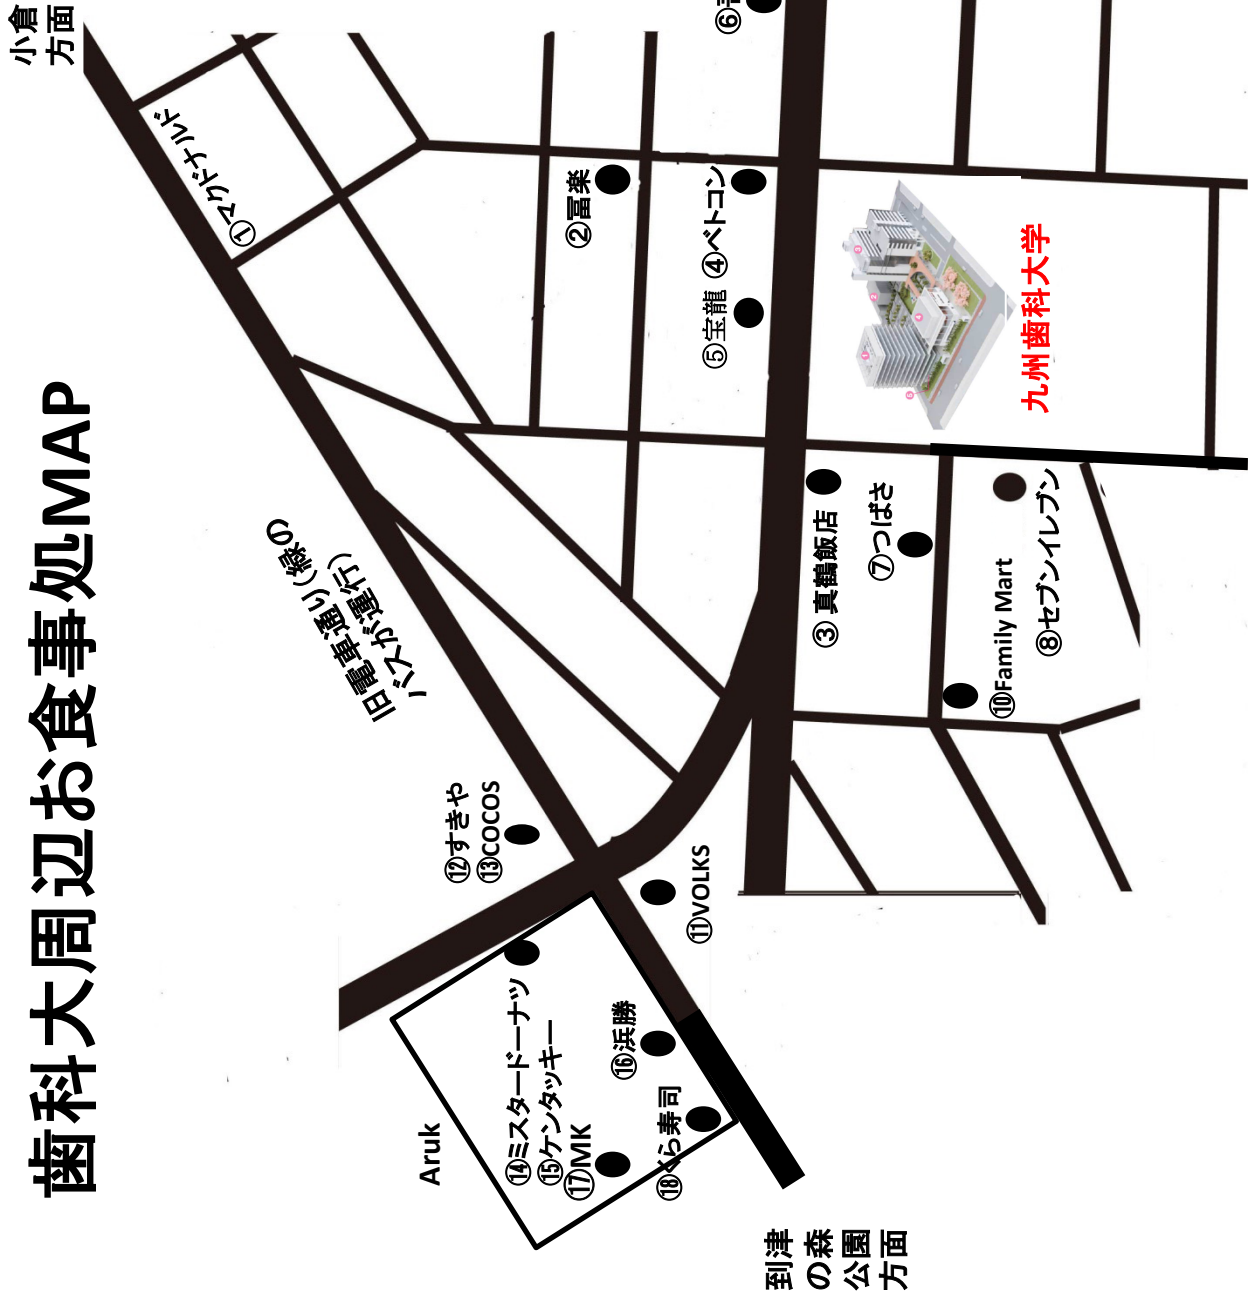 歯科大周辺お食事処MAP
小倉
方面
①マクドナルド
旧電車通り(緑の
バスが運行)
②冨楽
④ベトコン
⑤宝龍
⑥
九州歯科大学
③ 真鶴飯店
⑦つばさ
⑧セブンイレブン
⑩Family Mart
⑫すきや
⑬COCOS
⑪VOLKS
Aruk
⑭ミスタードーナツ
⑮ケンタッキー
⑰MK
⑯浜勝
⑱くら寿司
到津
の森
公園
方面